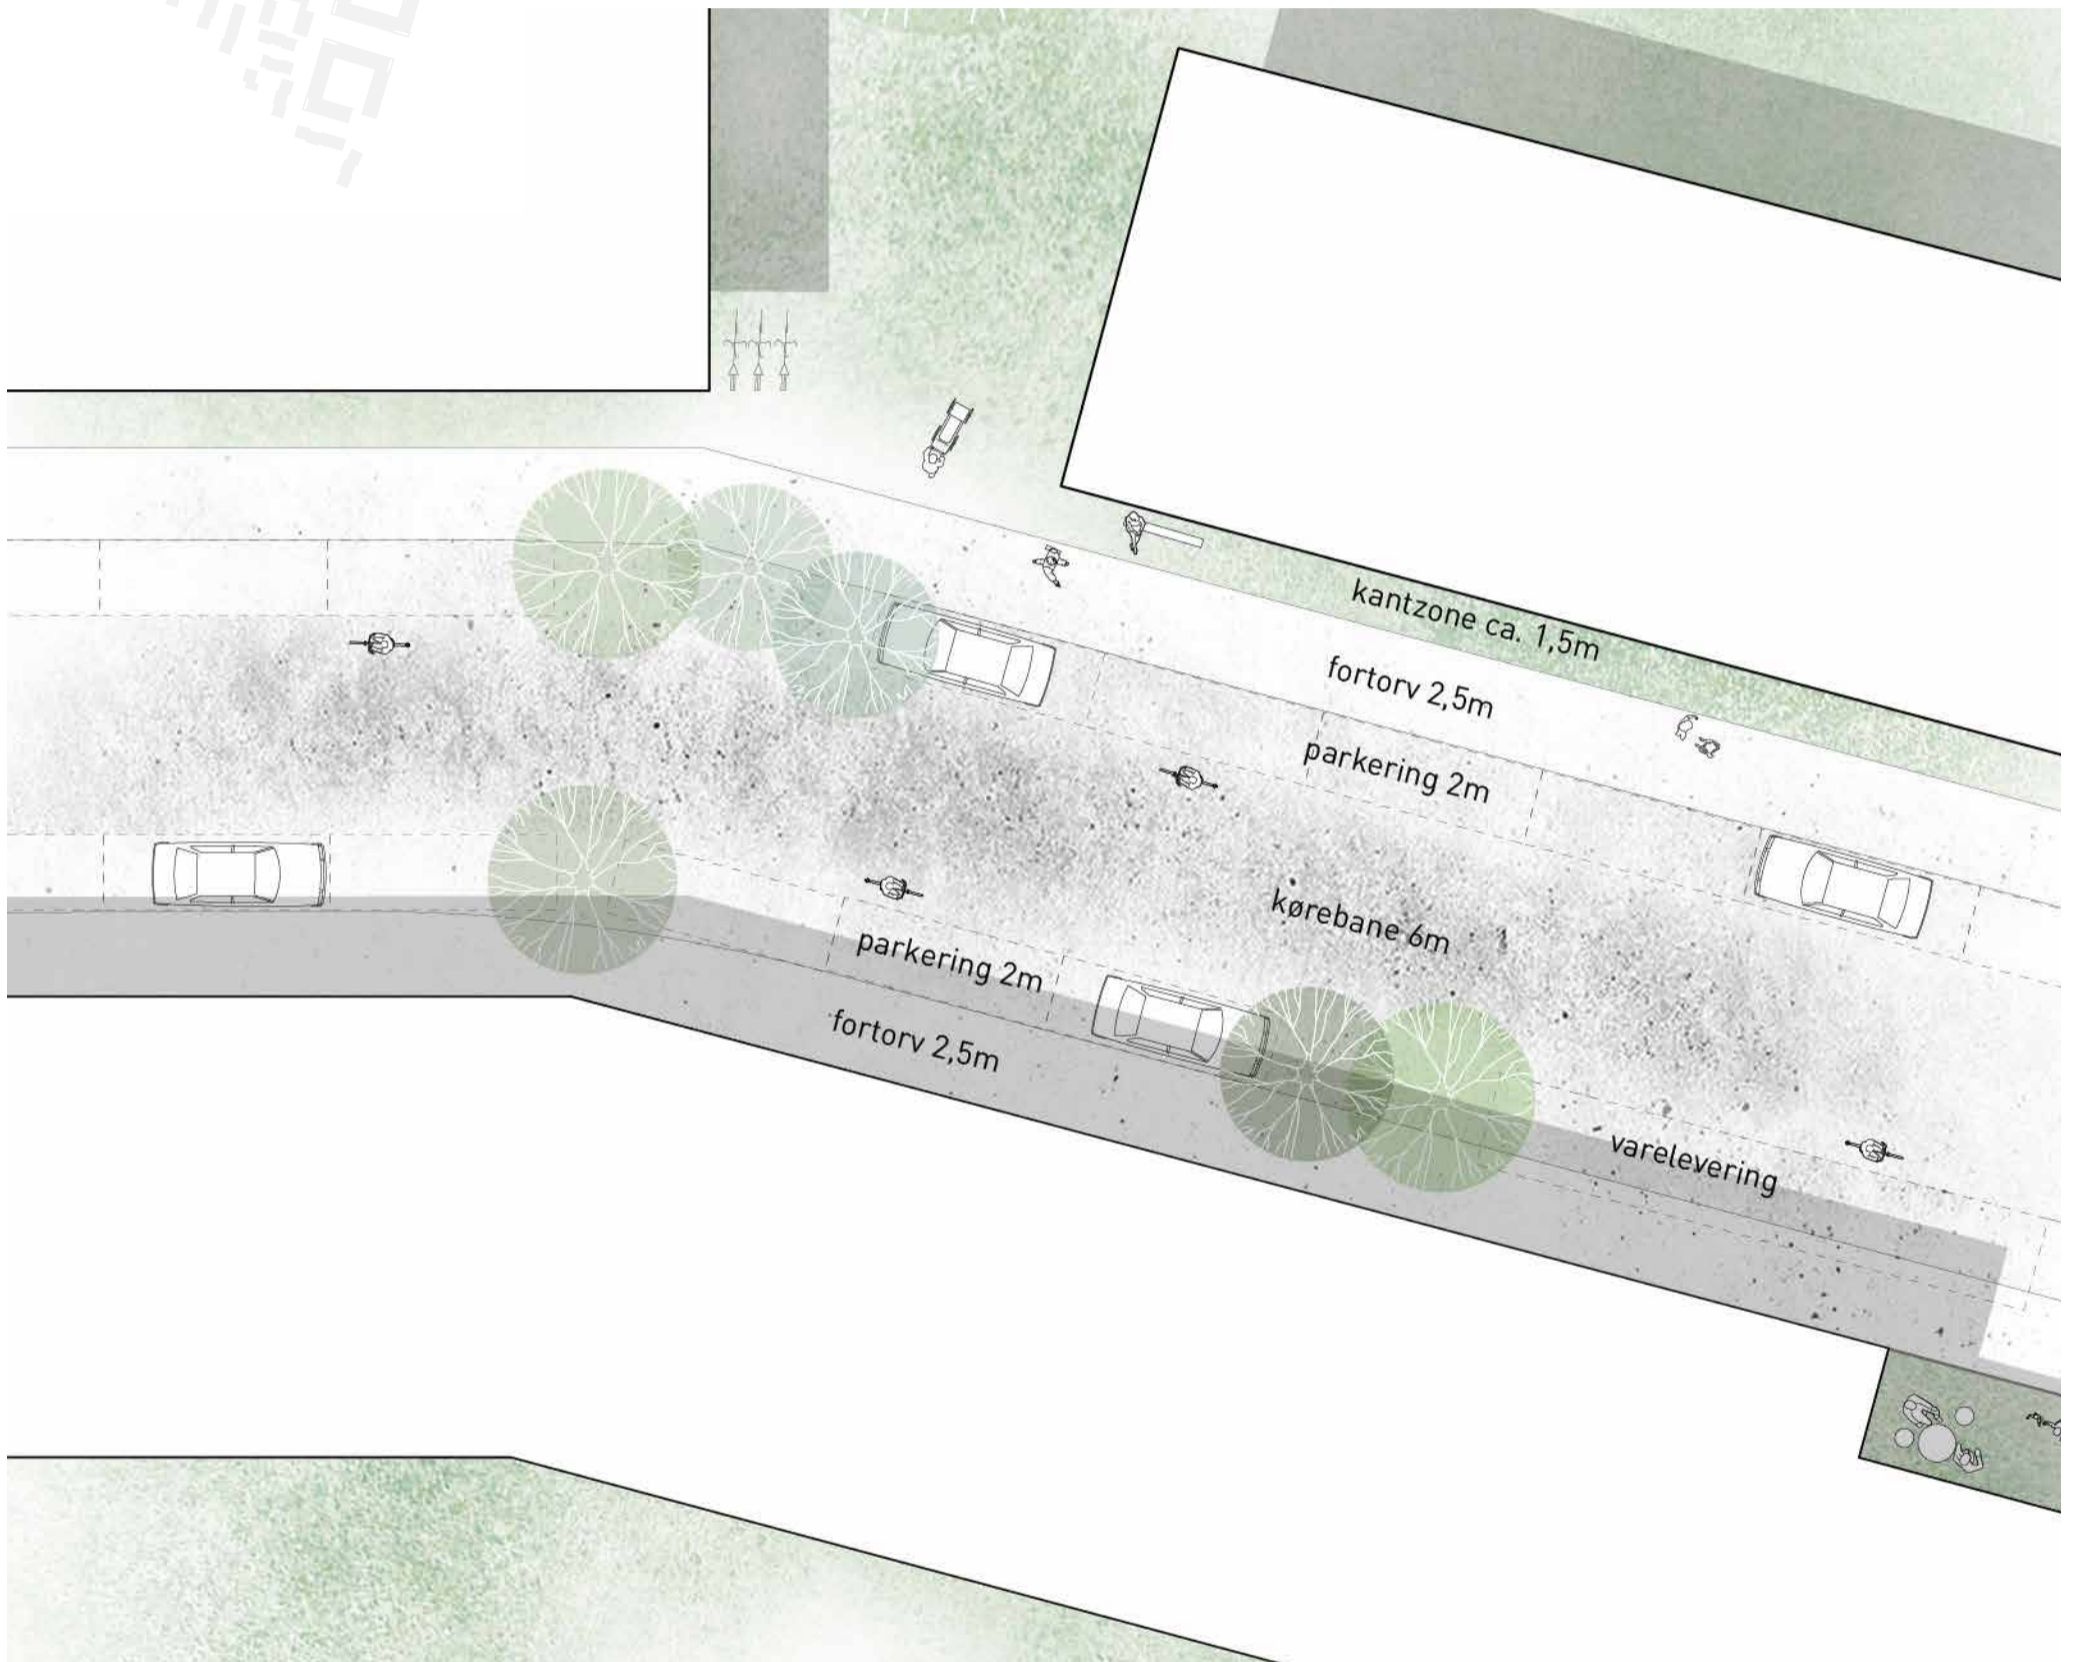 kantzone ca. 1,5m
fortorv 2,5m
parkering 2m
kørebane 6m
parkering 2m
fortorv 2,5m
varelevering